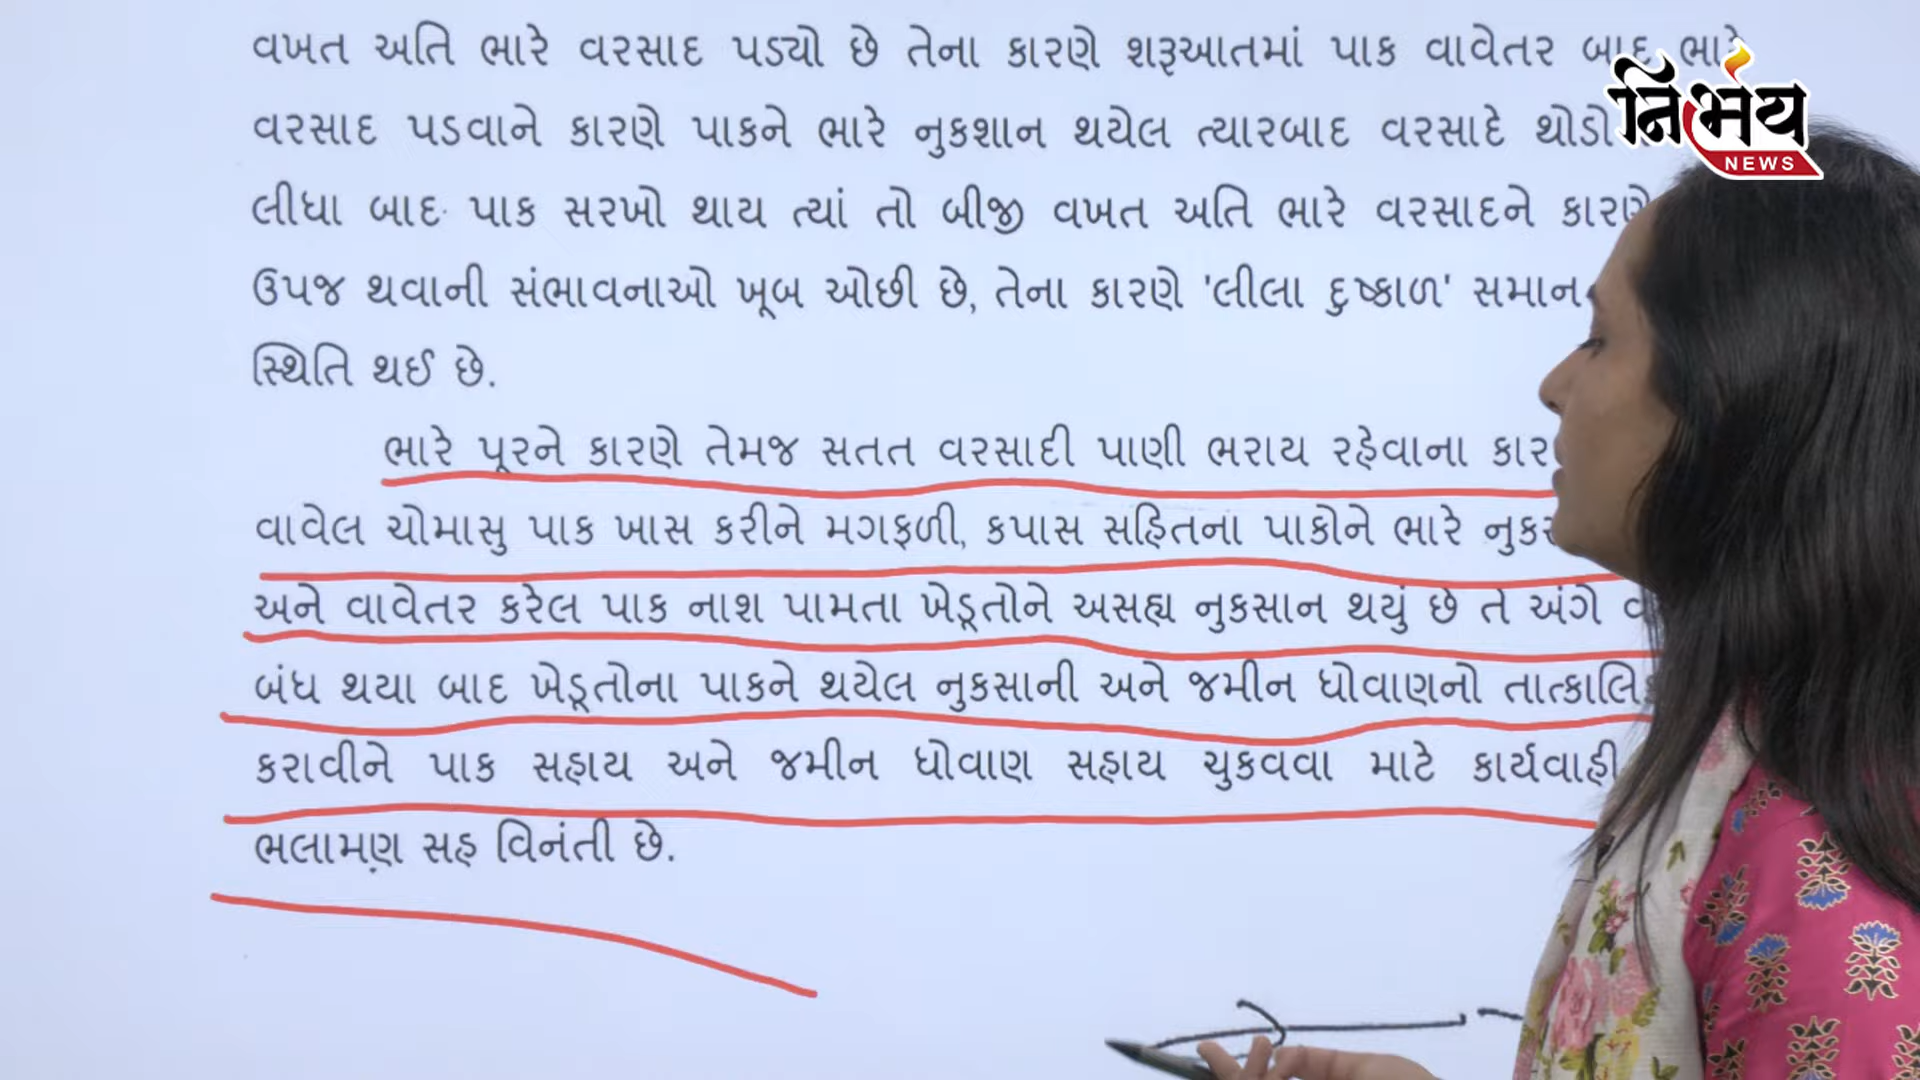 વખત અતિ ભારે વરસાદ પડ્યો છે તેના કારણે શરૂઆતમાં પાક વાવેતર બાદ ભારે
વરસાદ પડવાને કારણે પાકને ભારે નુકશાન થયેલ ત્યારબાદ વરસાદે થોડો
લીધા બાદ પાક સરખો થાય ત્યાં તો બીજી વખત અતિ ભારે વરસાદને કારણે
ઉપજ થવાની સંભાવનાઓ ખૂબ ઓછી છે, તેના કારણે 'લીલા દુષ્કાળ' સમાન
સ્થિતિ થઈ છે.
ભારે પૂરને કારણે તેમજ સતત વરસાદી પાણી ભરાય રહેવાના
વાવેલ ચોમાસુ પાક ખાસ કરીને મગફળી, કપાસ સહિતના પાકોને ભારે
અને વાવેતર કરેલ પાક નાશ પામતા ખેડૂતોને અસહ્ય નુકસાન થયું છે તે અંગે
બંધ થયા બાદ ખેડૂતોના પાકને થયેલ નુકસાની અને જમીન ધોવાણનો
કરાવીને પાક સહાય અને જમીન ધોવાણ સહાય ચુકવવા માટે કાર્યવાહી
ભલામણ સહ વિનંતી છે.
નિર્ભય
NEWS